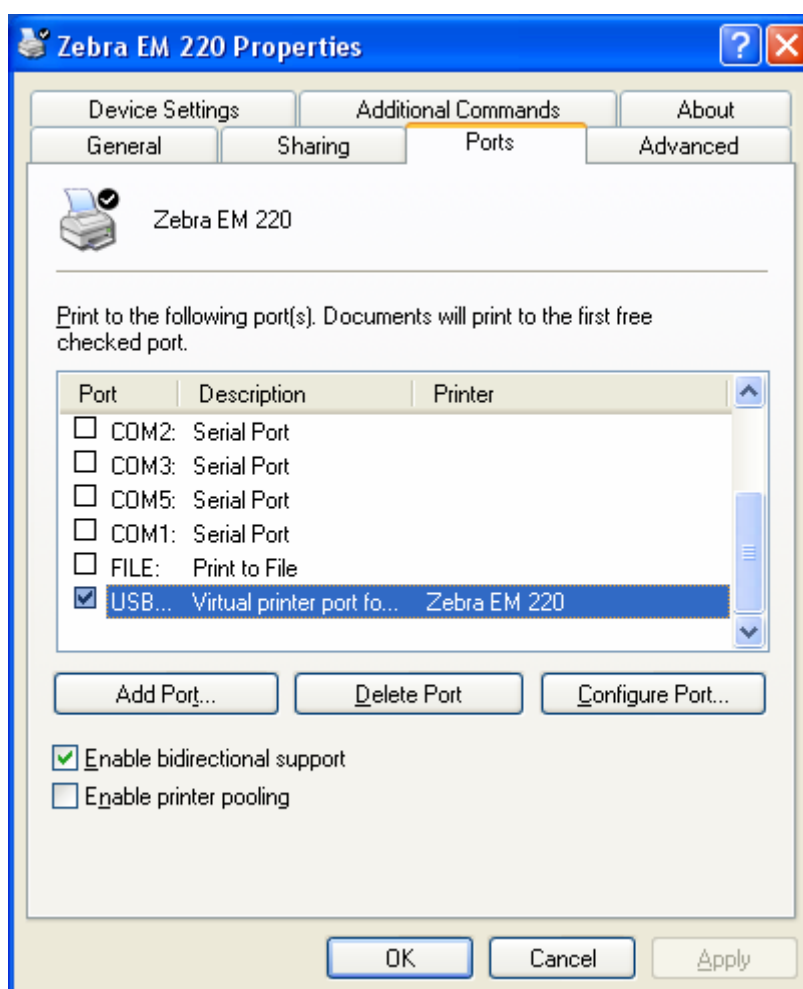 Zebra EM 220 Properties
Device Settings Additional Commands About
General Sharing Ports Advanced
Zebra EM 220
Print to the following port(s). Documents will print to the first free
checked port.
Port Description Printer
COM2: Serial Port
COM3: Serial Port
COM5: Serial Port
COM1: Serial Port
FILE: Print to File
USB... Virtual printer port fo... Zebra EM 220
Add Port... Delete Port Configure Port...
Enable bidirectional support
Enable printer pooling
OK Cancel Apply